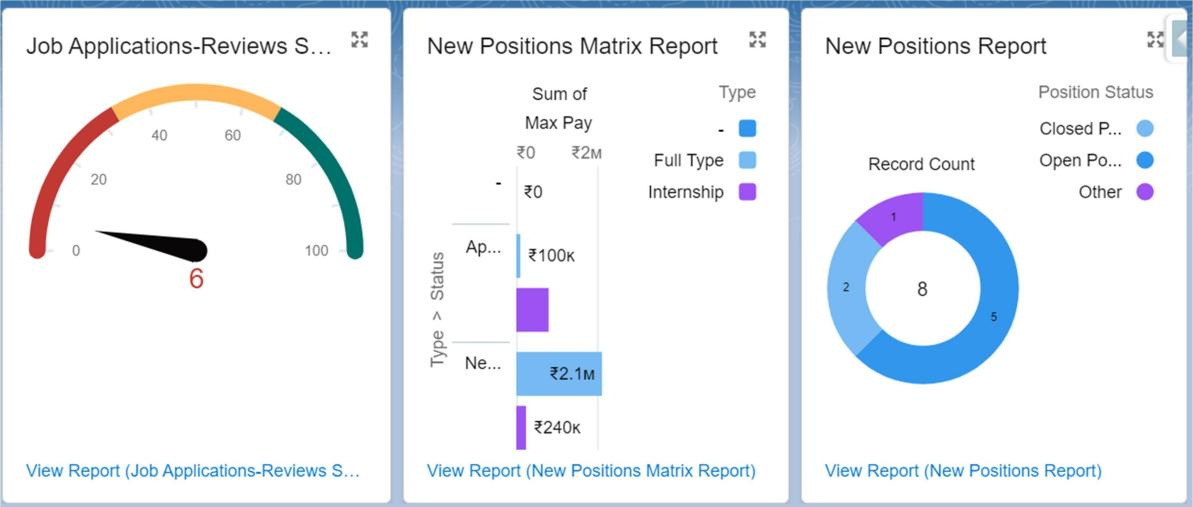 Job Applications-Reviews S...
40
60
20
80
0
100
6
View Report (Job Applications-Reviews S...
New Positions Matrix Report
Sum of
Max Pay
₹0
₹2M
Type
-
Full Type
Internship
-
₹0
Ap...
₹100K
Ne...
₹2.1M
₹240K
Type > Status
View Report (New Positions Matrix Report)
New Positions Report
Position Status
Closed P...
Open Po...
Other
Record Count
1
2
8
5
View Report (New Positions Report)